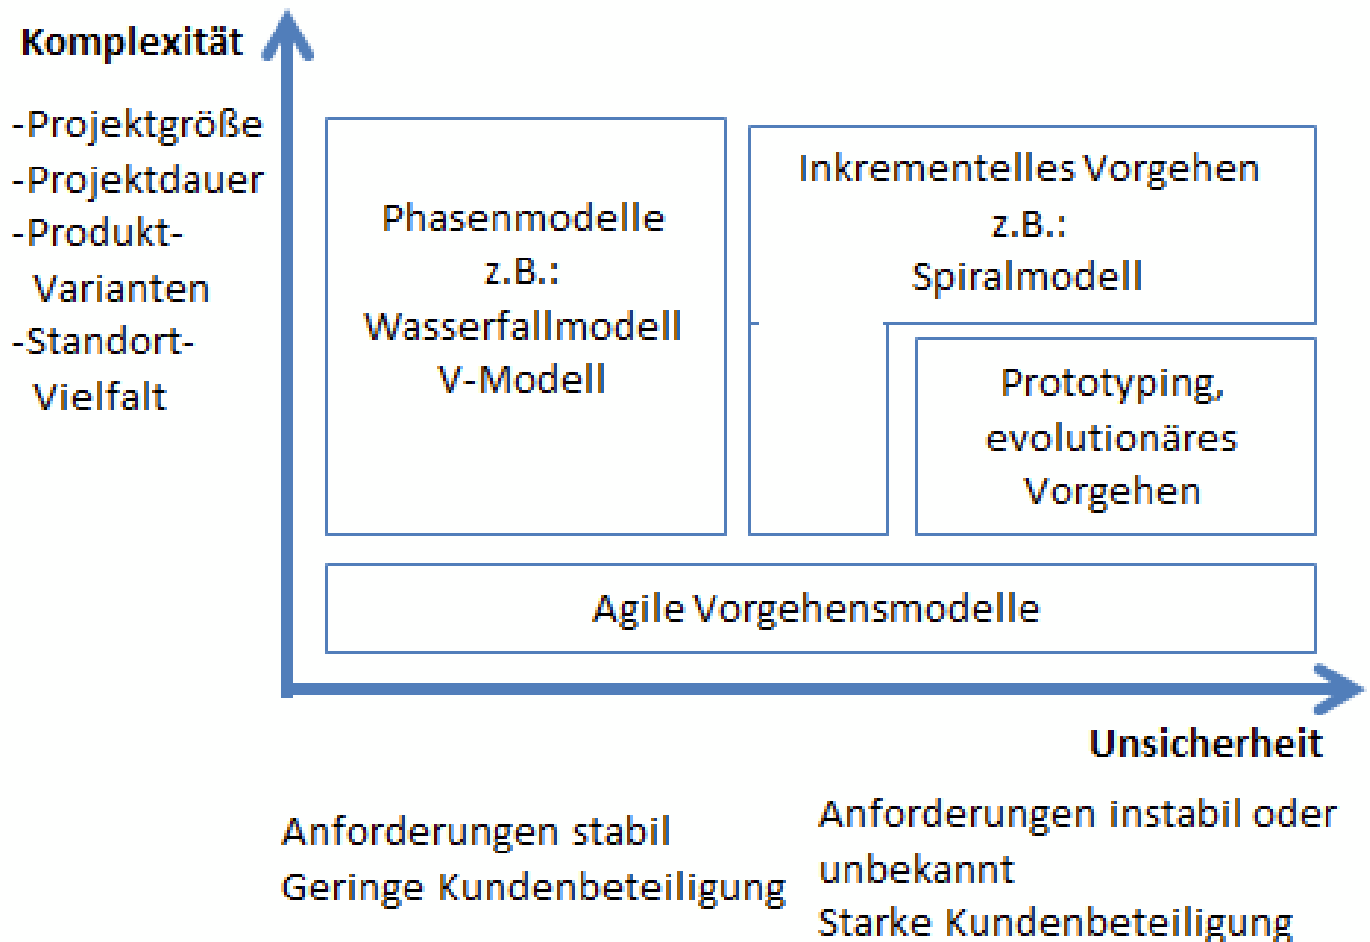 Komplexität
-Projektgröße
-Projektdauer
-Produkt-
Varianten
-Standort-
Vielfalt
Phasenmodelle
z.B.:
Wasserfallmodell
V-Modell
Inkrementelles Vorgehen
z.B.:
Spiralmodell
Prototyping,
evolutionäres
Vorgehen
Agile Vorgehensmodelle
Unsicherheit
Anforderungen stabil
Geringe Kundenbeteiligung
Anforderungen instabil oder
unbekannt
Starke Kundenbeteiligung